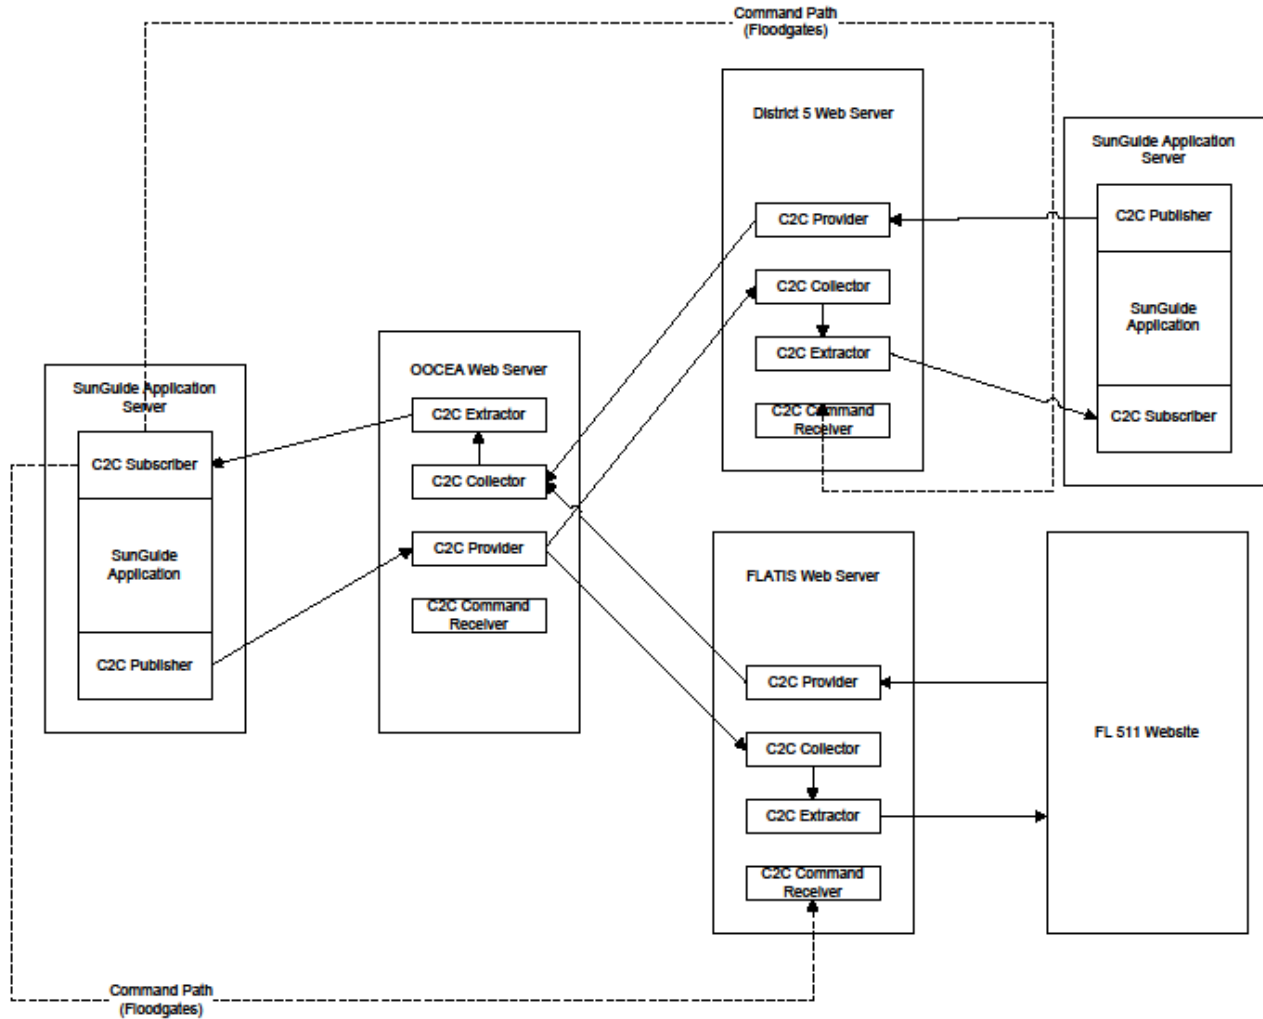 Command Path
(Floodgates)
District 5 Web Server
C2C Provider
C2C Collector
C2C Extractor
C2C Command
Receiver
SunGuide Application
Server
C2C Publisher
SunGuide
Application
C2C Subscriber
OOCEA Web Server
C2C Extractor
C2C Collector
C2C Provider
C2C Command
Receiver
SunGuide Application
Server
C2C Subscriber
SunGuide
Application
C2C Publisher
FLATIS Web Server
C2C Provider
C2C Collector
C2C Extractor
C2C Command
Receiver
FL 511 Website
Command Path
(Floodgates)